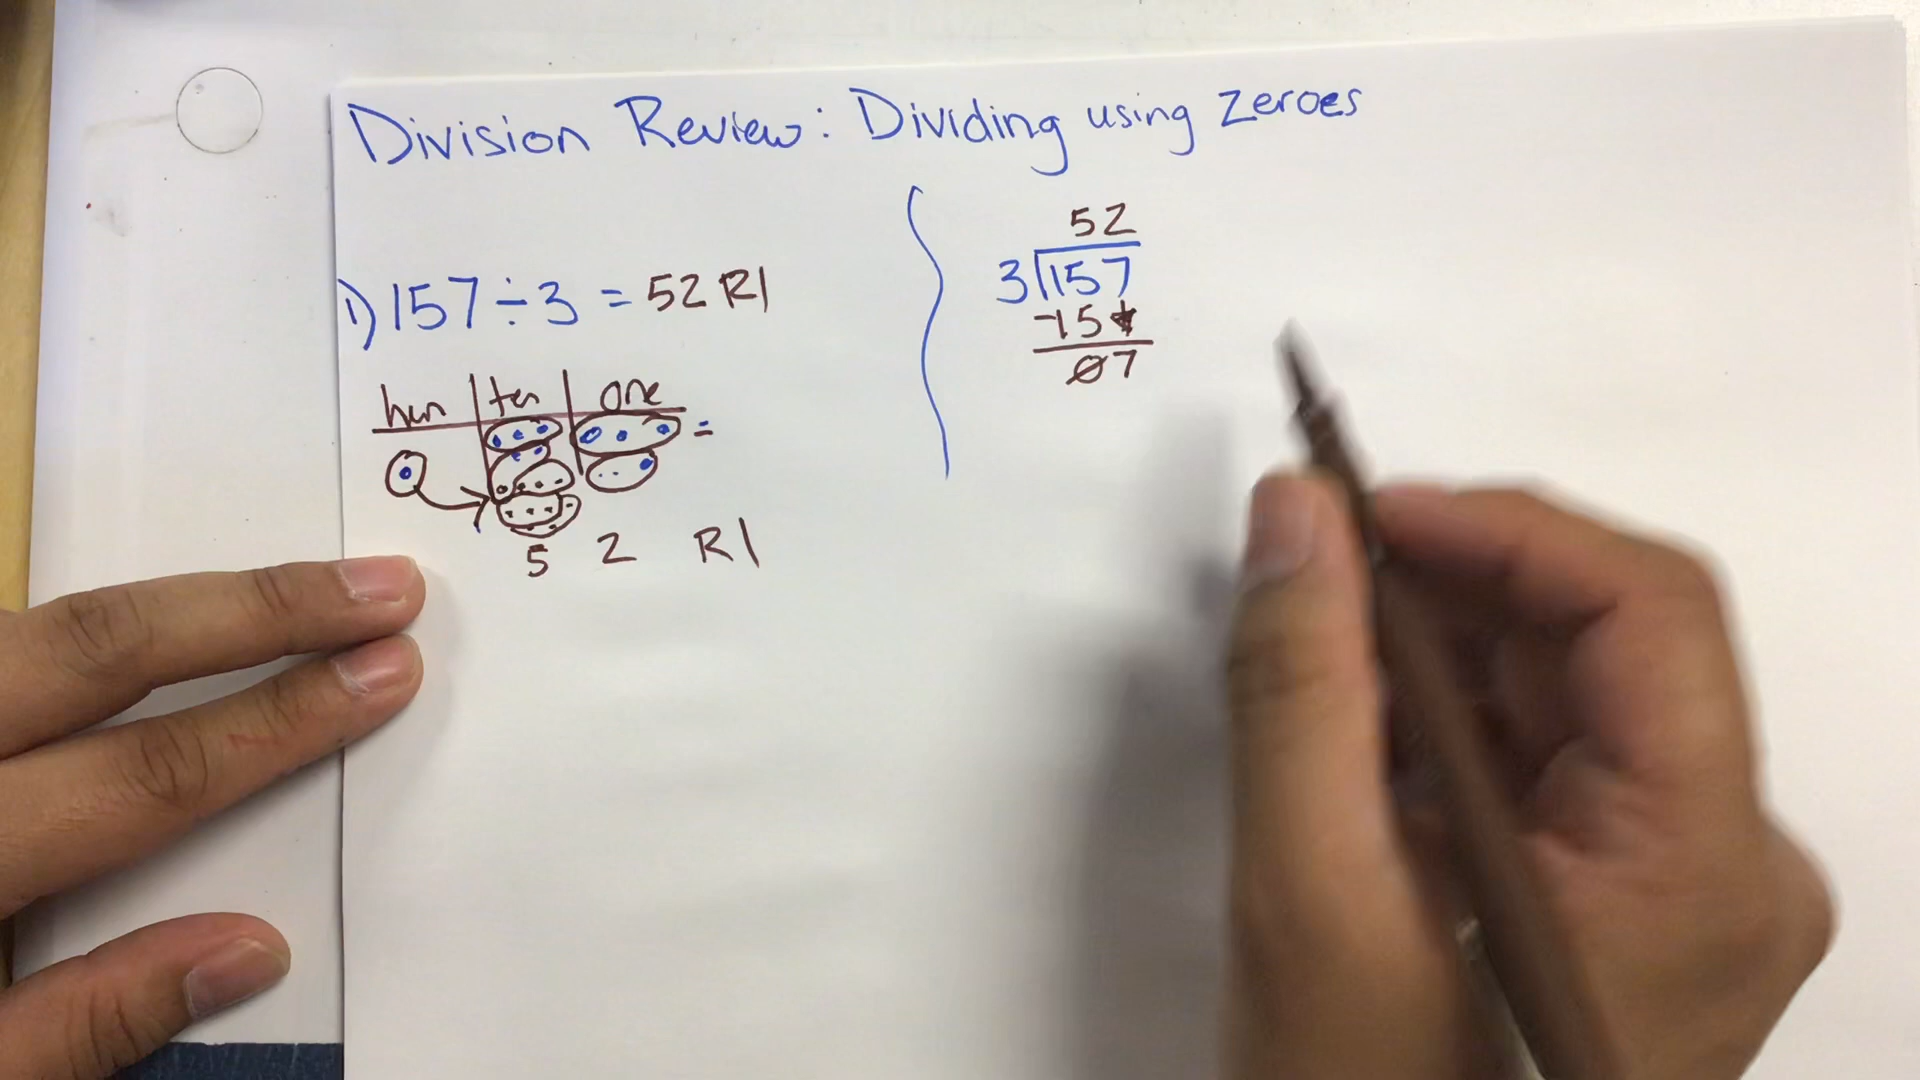 Division Review: Dividing using zeroes
1) 157 ÷ 3 = 52 R1
hun ten one
=
5 2 R1
52
3 157
-15
07